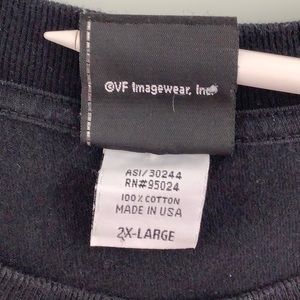 ©VF Imagewear, Inc.
ASI/30244
RN#95024
100% COTTON
MADE IN USA
2X-LARGE